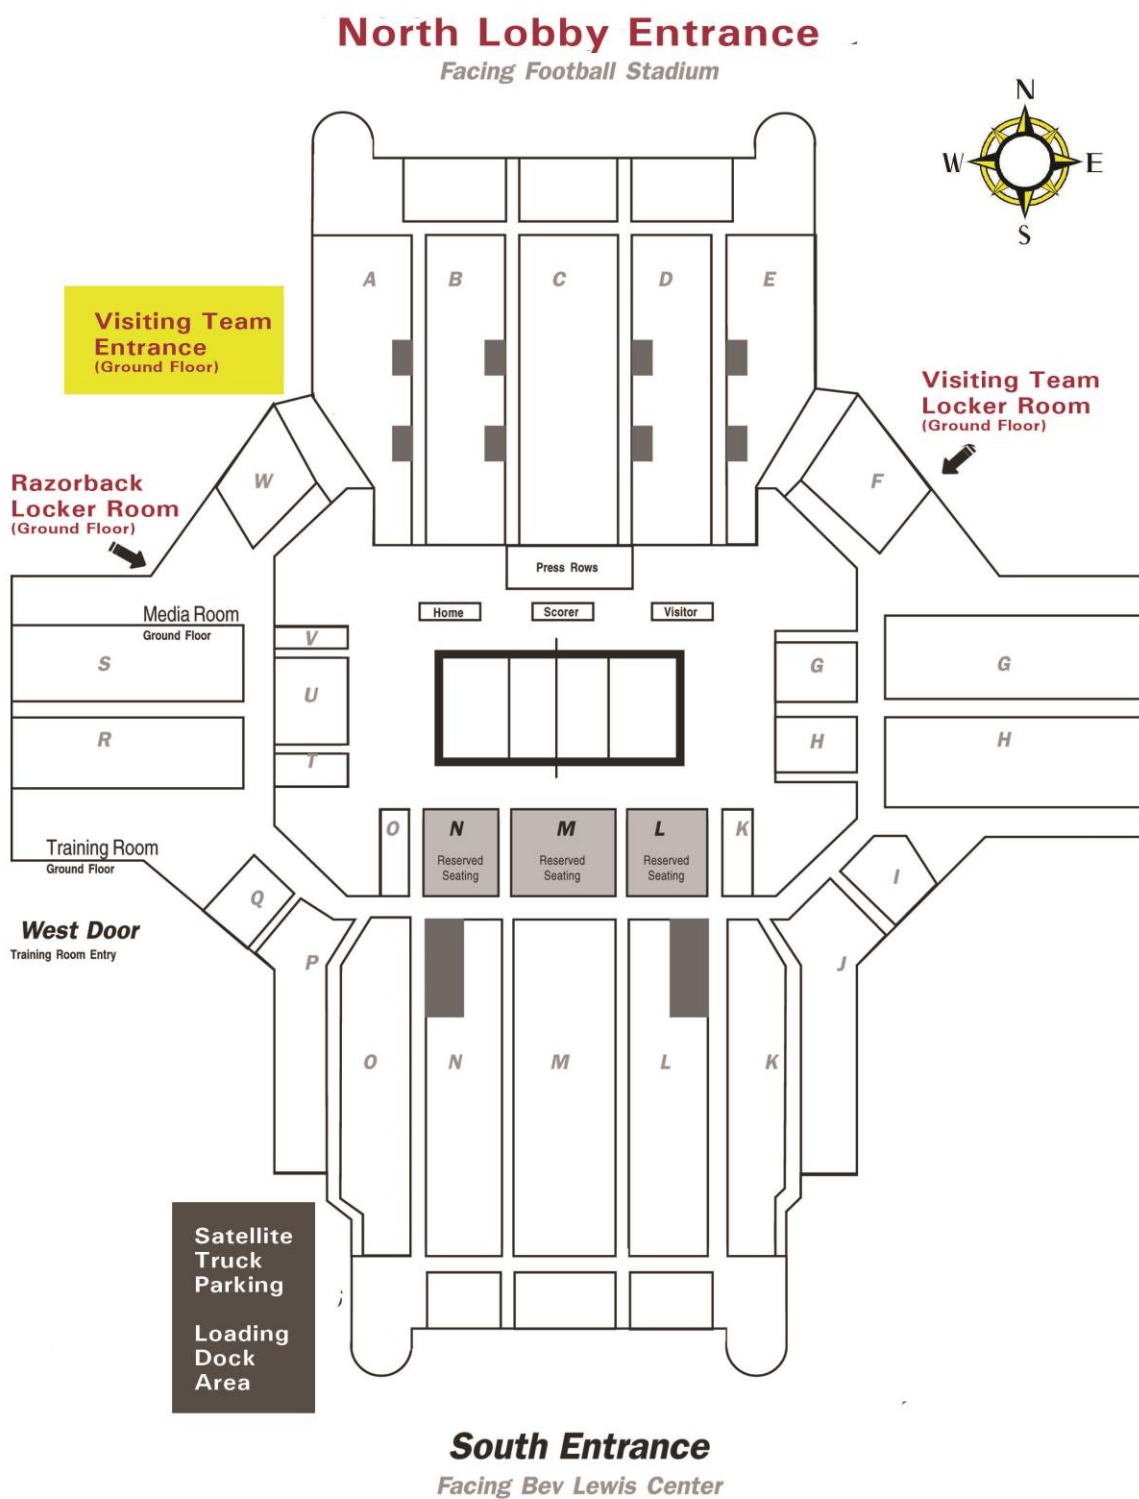 North Lobby Entrance
Facing Football Stadium
N
W
E
S
A
B
C
D
E
Visiting Team
Entrance
(Ground Floor)
Visiting Team
Locker Room
(Ground Floor)
Razorback
Locker Room
(Ground Floor)
W
F
Press Rows
Home
Scorer
Visitor
Media Room
Ground Floor
V
S
U
G
G
R
T
H
H
Training Room
Ground Floor
O
N
Reserved
Seating
M
Reserved
Seating
L
Reserved
Seating
K
Q
I
West Door
Training Room Entry
P
J
O
N
M
L
K
Satellite
Truck
Parking
Loading
Dock
Area
South Entrance
Facing Bev Lewis Center